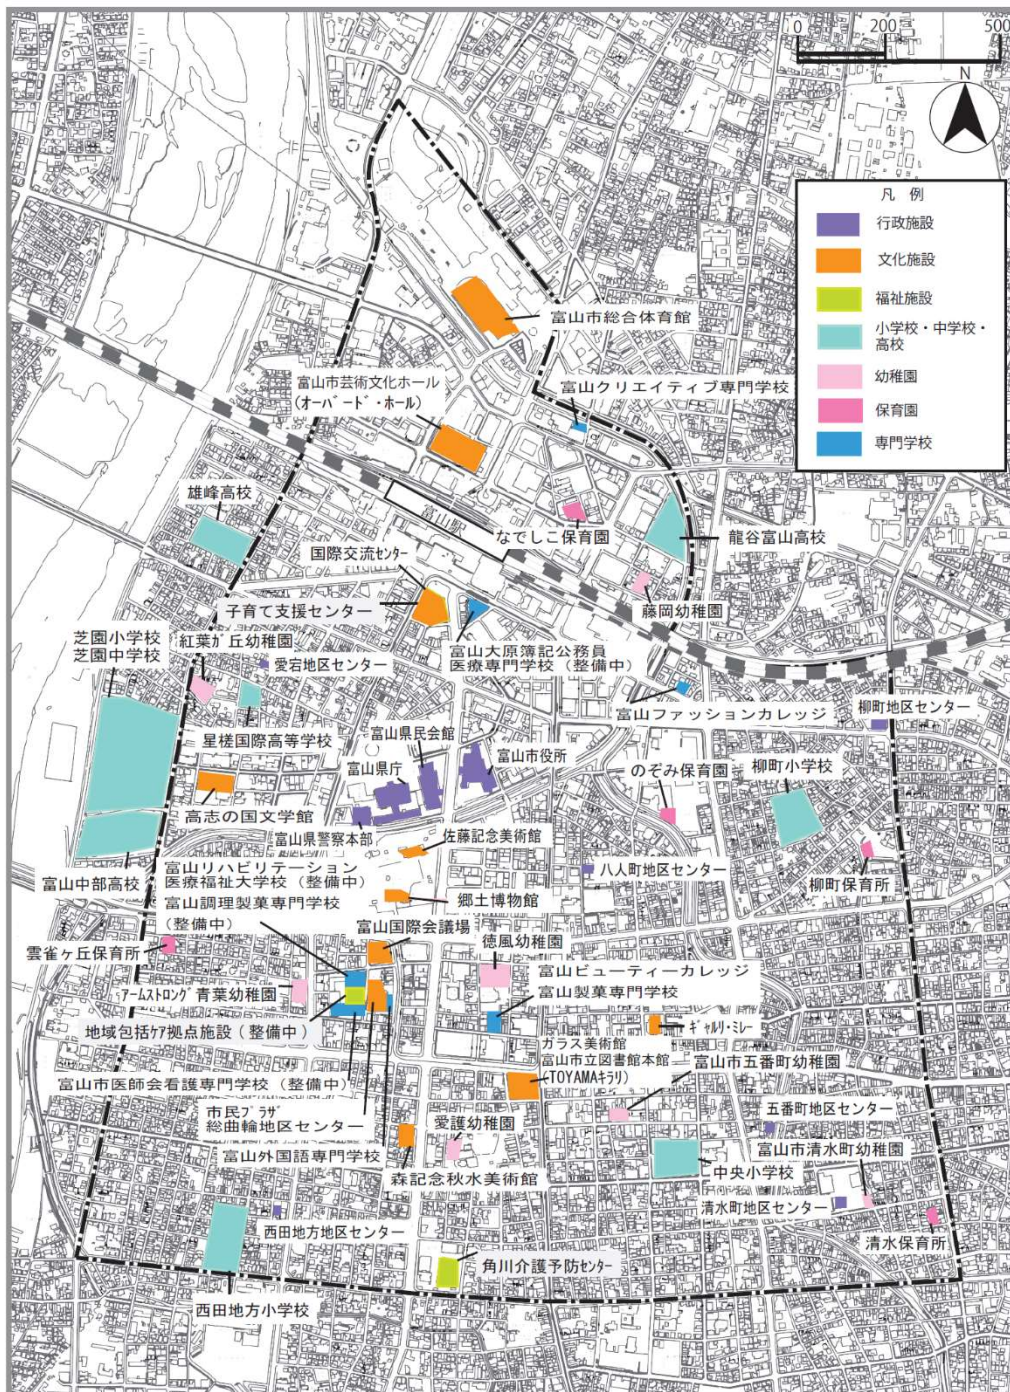 0 200 500
N
凡 例
行政施設
文化施設
福祉施設
小学校・中学校・
高校
幼稚園
保育園
専門学校
富山市総合体育館
富山市芸術文化ホール
(オーバード・ホール)
富山クリエイティブ専門学校
雄峰高校
富山駅
なでしこ保育園
龍谷富山高校
国際交流センター
子育て支援センター
藤岡幼稚園
芝園小学校
芝園中学校
紅葉ガ丘幼稚園
愛宕地区センター
富山大原簿記公務員
医療専門学校（整備中）
富山ファッションカレッジ
柳町地区センター
星槎国際高等学校
富山県民会館
富山県庁
富山市役所
のぞみ保育園
柳町小学校
高志の国文学館
富山県警察本部
佐藤記念美術館
富山中部高校
富山リハビリテーション
医療福祉大学校（整備中）
八人町地区センター
柳町保育所
富山調理製菓専門学校
（整備中）
郷土博物館
富山国際会議場
徳風幼稚園
雲雀ヶ丘保育所
富山ビューティーカレッジ
富山製菓専門学校
アームストロング青葉幼稚園
ギャルリ・ミレー
地域包括ケア拠点施設（整備中）
ガラス美術館
富山市立図書館本館
(TOYAMAキラリ)
富山市五番町幼稚園
富山市医師会看護専門学校（整備中）
市民プラザ
総曲輪地区センター
愛護幼稚園
五番町地区センター
富山外国語専門学校
富山市清水町幼稚園
中央小学校
森記念秋水美術館
清水町地区センター
西田地方地区センター
清水保育所
角川介護予防センター
西田地方小学校